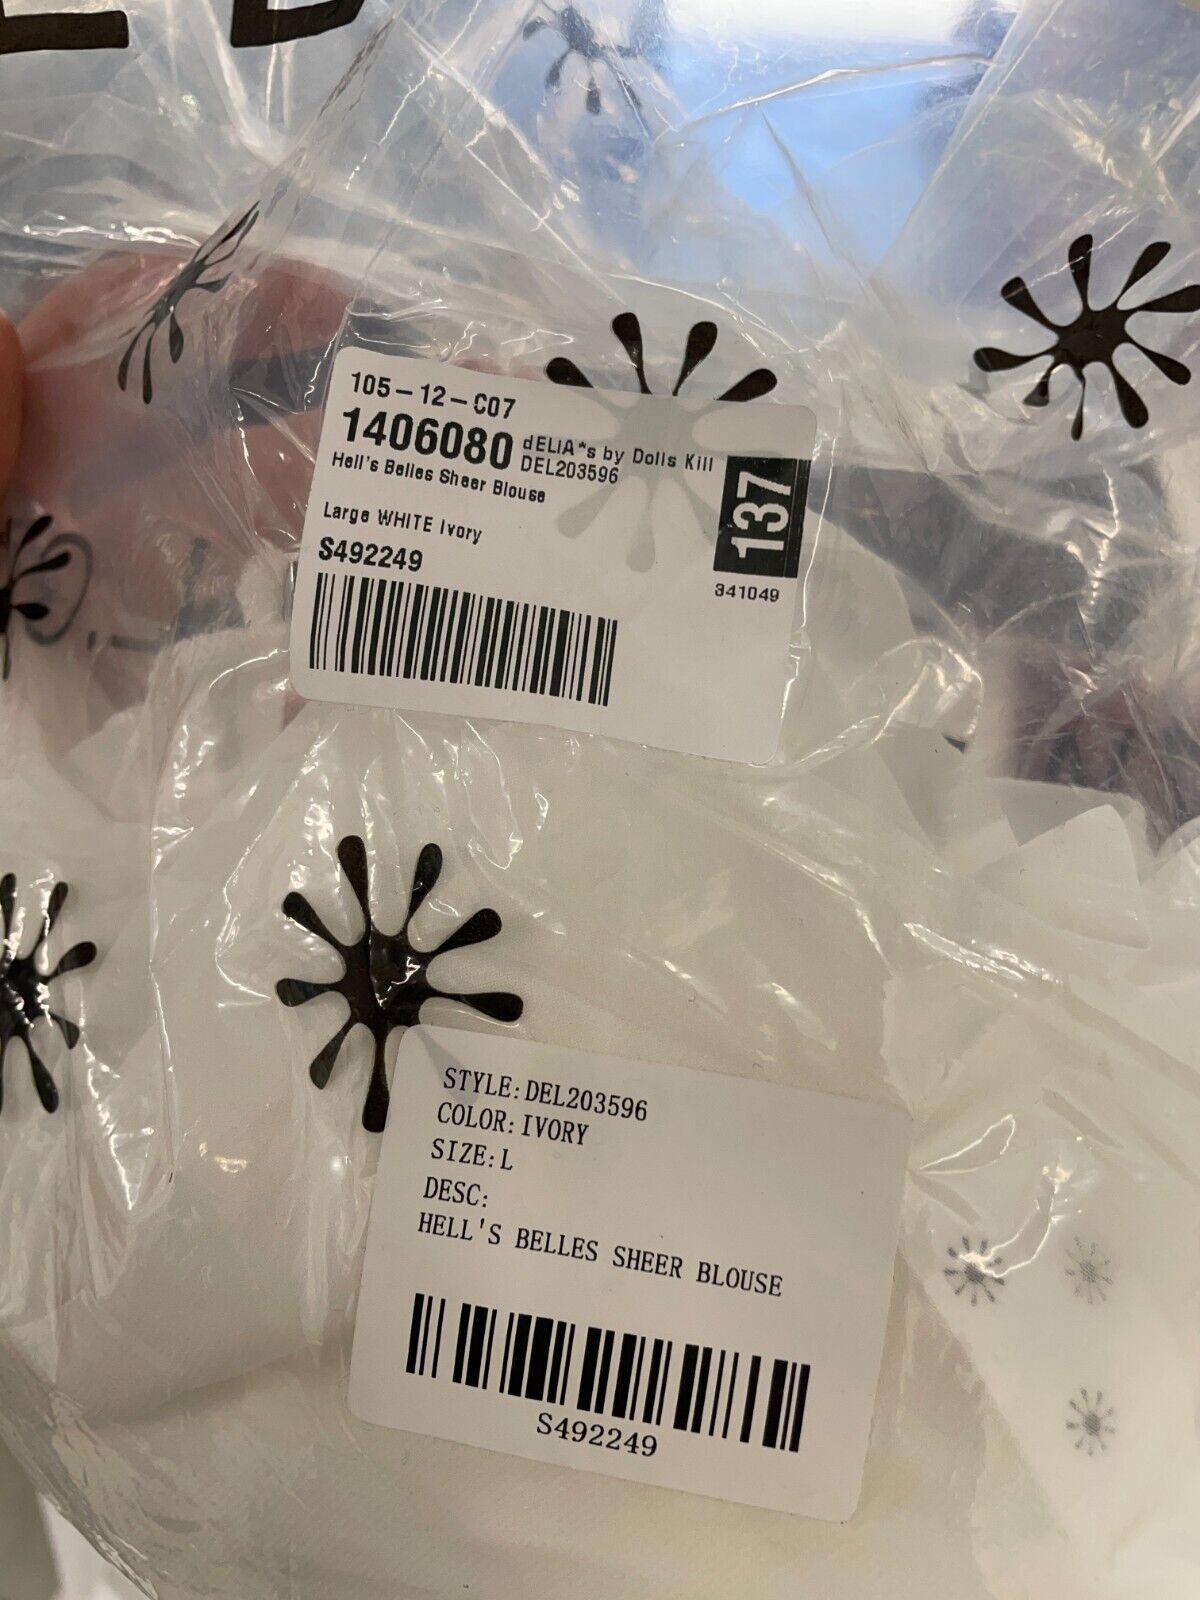 105-12-C07
1406080 dELiA*s by Dolls Kill
DEL203596
Hell's Belles Sheer Blouse
Large WHITE Ivory
S492249
137
341049
STYLE:DEL203596
COLOR:IVORY
SIZE:L
DESC:
HELL'S BELLES SHEER BLOUSE
S492249